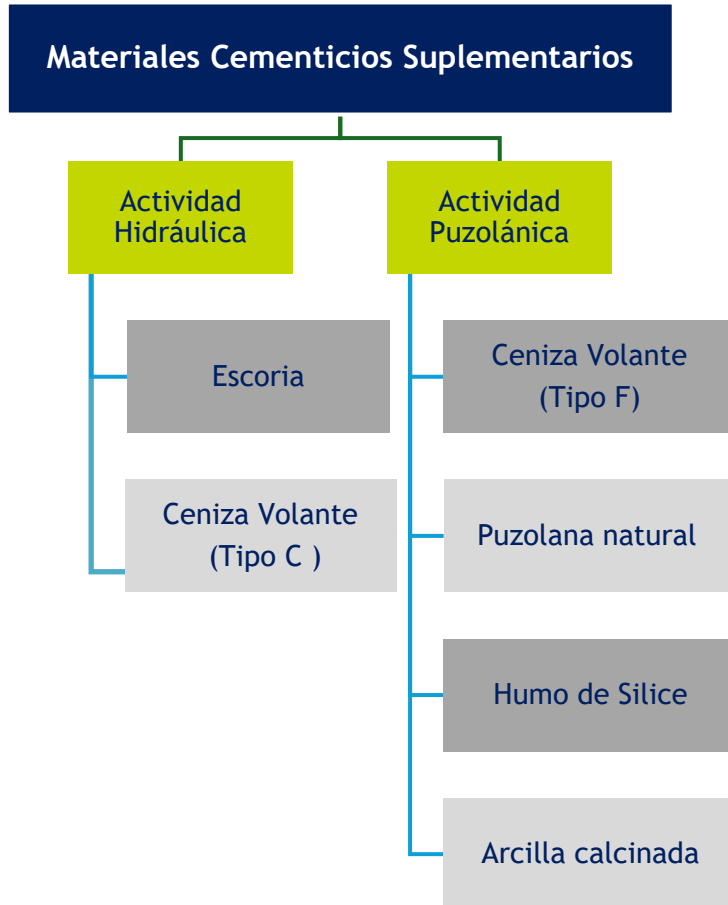 Materiales Cementicios Suplementarios
Actividad
Hidráulica
Escoria
Ceniza Volante
(Tipo C )
Actividad
Puzolánica
Ceniza Volante
(Tipo F)
Puzolana natural
Humo de Silice
Arcilla calcinada